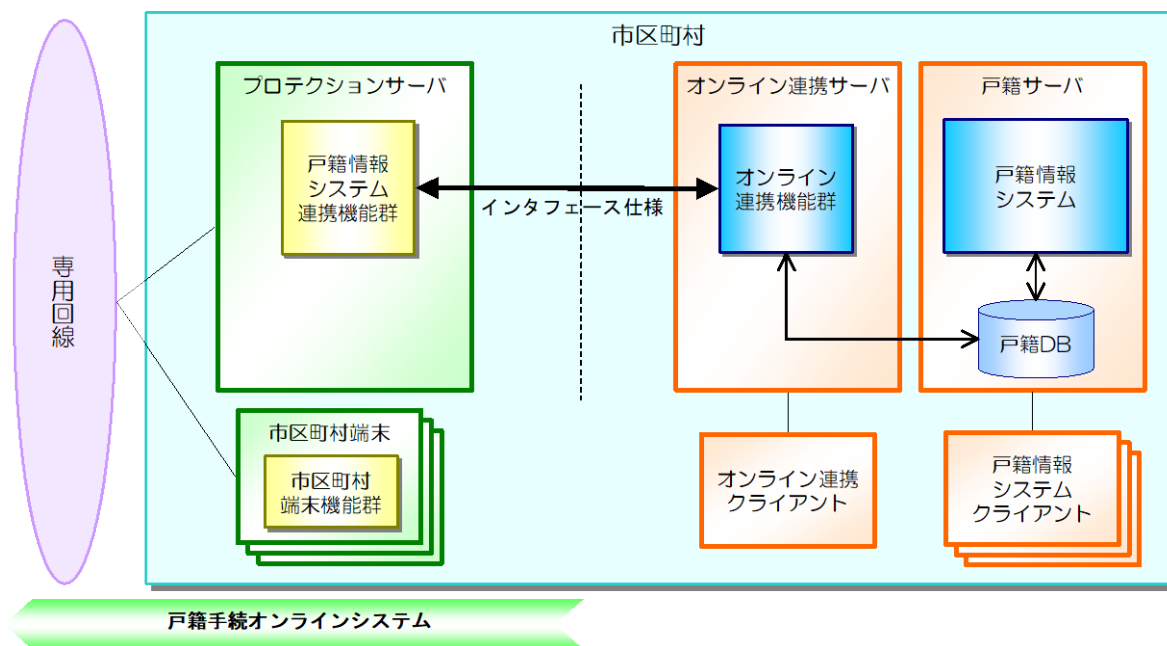 市区町村
プロテクションサーバ
戸籍情報
システム
連携機能群
インタフェース仕様
オンライン連携サーバ
オンライン
連携機能群
戸籍サーバ
戸籍情報
システム
戸籍DB
専用回線
市区町村端末
市区町村
端末機能群
オンライン連携
クライアント
戸籍情報
システム
クライアント
戸籍手続オンラインシステム